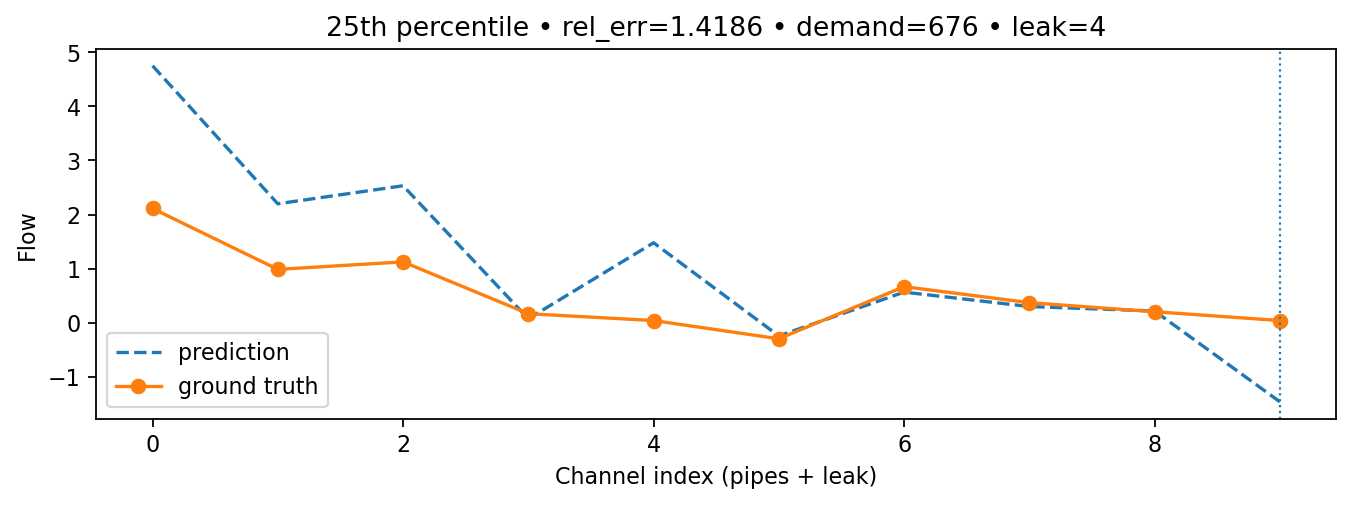 25th percentile • rel_err=1.4186 • demand=676 • leak=4
5
4
3
2
1
0
−1
Flow
prediction
ground truth
0 2 4 6 8
Channel index (pipes + leak)